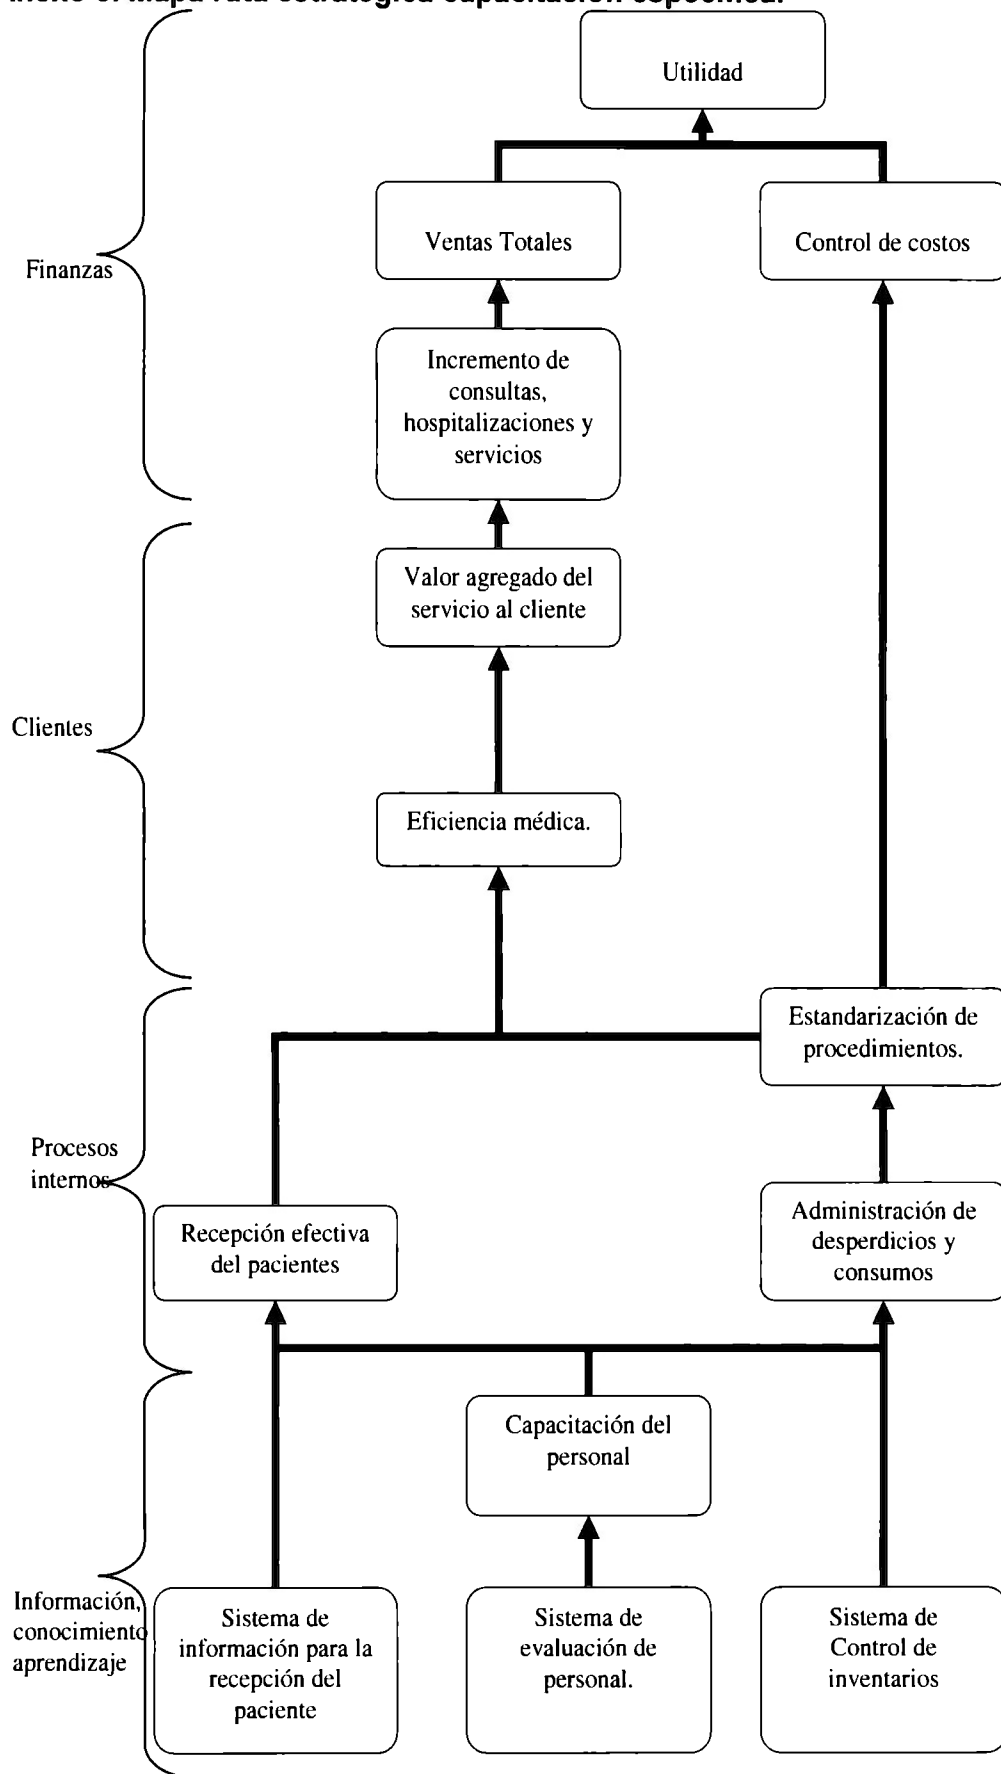 Utilidad
Ventas Totales
Control de costos
Finanzas
Incremento de
consultas,
hospitalizaciones y
servicios
Valor agregado del
servicio al cliente
Clientes
Eficiencia médica.
Estandarización de
procedimientos.
Procesos
internos
Recepción efectiva
del pacientes
Administración de
desperdicios y
consumos
Capacitación del
personal
Información,
conocimiento
aprendizaje
Sistema de
información para la
recepción del
paciente
Sistema de
evaluación de
personal.
Sistema de
Control de
inventarios